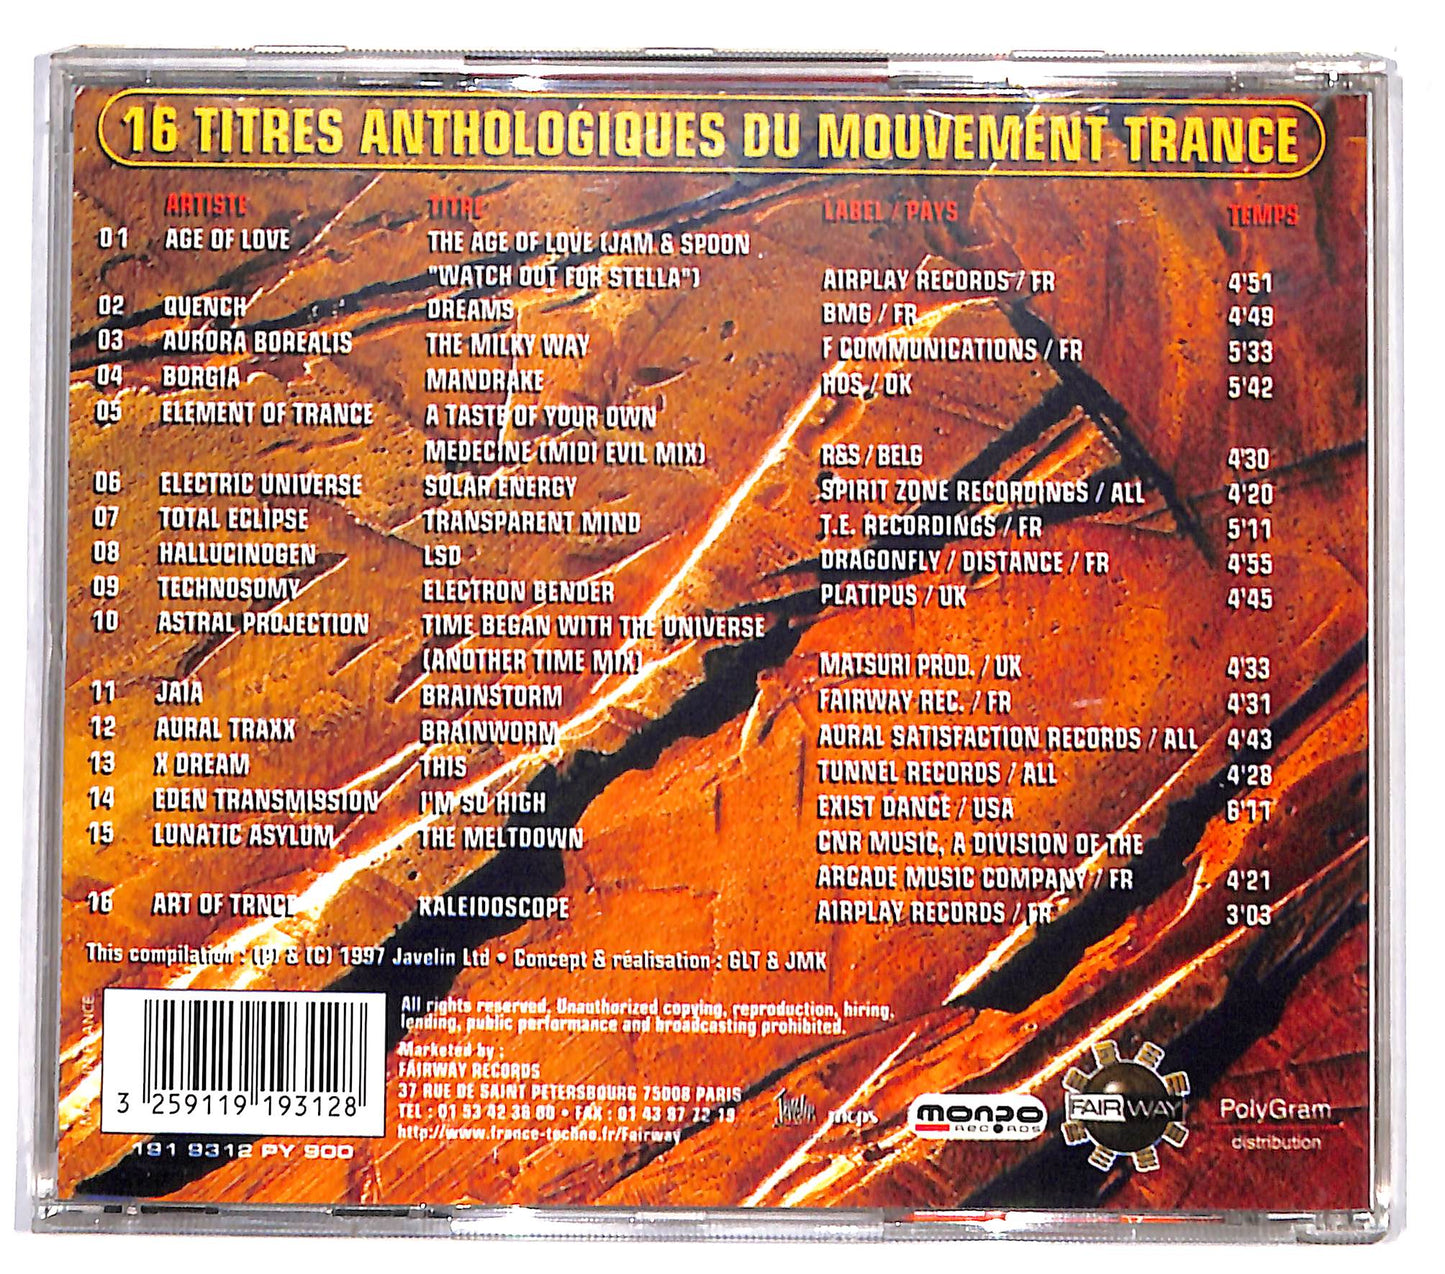 16 TITRES ANTHOLOGIQUES DU MOUVEMENT TRANCE
ARTISTE TITRE LABEL / PAYS TEMPS
01 AGE OF LOVE THE AGE OF LOVE (JAM & SPOON
"WATCH OUT FOR STELLA") AIRPLAY RECORDS / FR 4'51
02 QUENCH DREAMS BMG / FR 4'49
03 AURORA BOREALIS THE MILKY WAY F COMMUNICATIONS / FR 5'33
04 BORGIA MANDRAKE HOS / UK 5'42
05 ELEMENT OF TRANCE A TASTE OF YOUR OWN
MEDECINE (MIDI EVIL MIX) R&S / BELG 4'30
06 ELECTRIC UNIVERSE SOLAR ENERGY SPIRIT ZONE RECORDINGS / ALL 4'20
07 TOTAL ECLIPSE TRANSPARENT MIND T.E. RECORDINGS / FR 5'11
08 HALLUCINOGEN LSD DRAGONFLY / DISTANCE / FR 4'55
09 TECHNOSOMY ELECTRON BENDER PLATIPUS / UK 4'45
10 ASTRAL PROJECTION TIME BEGAN WITH THE UNIVERSE
(ANOTHER TIME MIX) MATSURI PROD. / UK 4'33
11 JAIA BRAINSTORM FAIRWAY REC. / FR 4'31
12 AURAL TRAXX BRAINWORM AURAL SATISFACTION RECORDS / ALL 4'43
13 X DREAM THIS TUNNEL RECORDS / ALL 4'28
14 EDEN TRANSMISSION I'M SO HIGH EXIST DANCE / USA 6'11
15 LUNATIC ASYLUM THE MELTDOWN CNR MUSIC, A DIVISION OF THE
ARCADE MUSIC COMPANY / FR 4'21
16 ART OF TRNCE KALEIDOSCOPE AIRPLAY RECORDS / FR 3'03
This compilation : (P) & (C) 1997 Javelin Ltd • Concept & réalisation : GLT & JMK
All rights reserved, Unauthorized copying, reproduction, hiring,
lending, public performance and broadcasting prohibited.
Marketed by :
FAIRWAY RECORDS
37 RUE DE SAINT PETERSBOURG 75008 PARIS
TEL : 01 53 42 38 00 • FAX : 01 43 87 72 19
http://www.france-techno.fr/Fairway
3 259119 193128
191 9312 PY 900
Javelin
mcps
MONDO
RECORDS
FAIRWAY
PolyGram
distribution